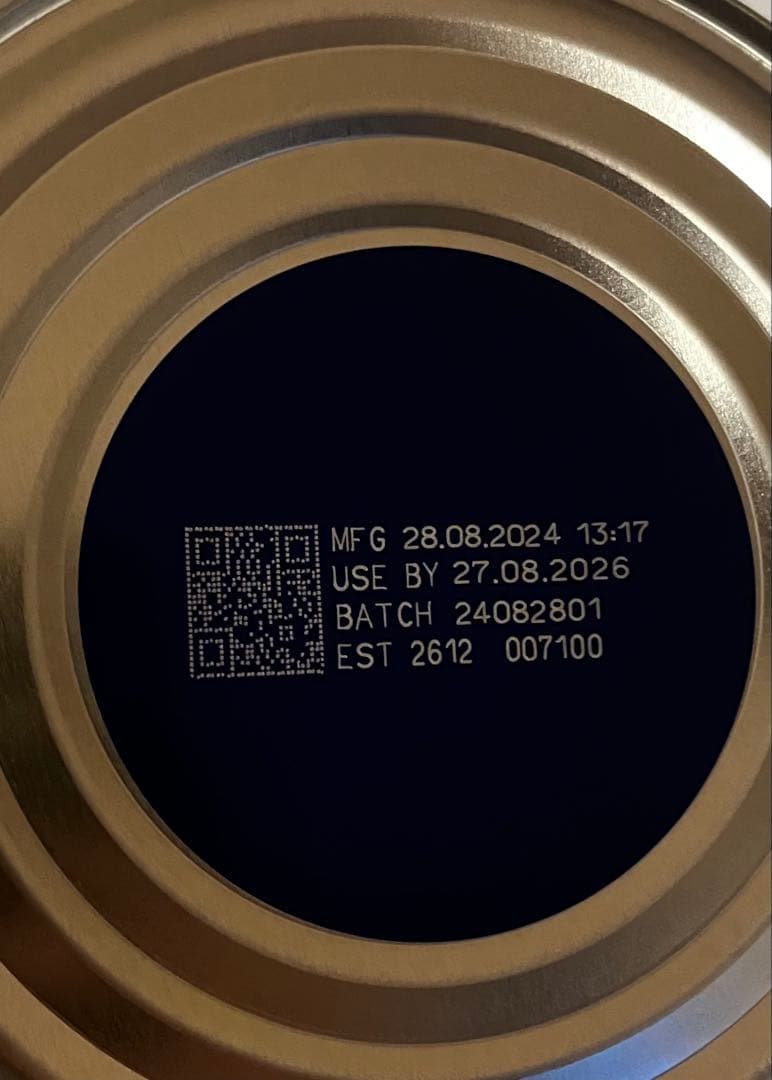 MFG 28.08.2024 13:17
USE BY 27.08.2026
BATCH 24082801
EST 2612 007100